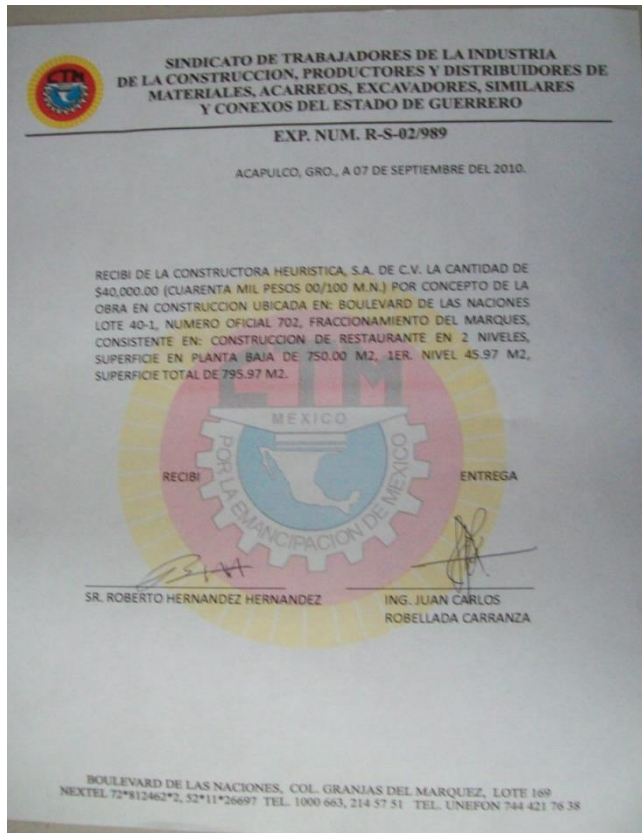 CTM
SINDICATO DE TRABAJADORES DE LA INDUSTRIA
DE LA CONSTRUCCION, PRODUCTORES Y DISTRIBUIDORES DE
MATERIALES, ACARREOS, EXCAVADORES, SIMILARES
Y CONEXOS DEL ESTADO DE GUERRERO
EXP. NUM. R-S-02/989
ACAPULCO, GRO., A 07 DE SEPTIEMBRE DEL 2010.
RECIBI DE LA CONSTRUCTORA HEURISTICA, S.A. DE C.V. LA CANTIDAD DE
$40,000.00 (CUARENTA MIL PESOS 00/100 M.N.) POR CONCEPTO DE LA
OBRA EN CONSTRUCCION UBICADA EN: BOULEVARD DE LAS NACIONES
LOTE 40-1, NUMERO OFICIAL 702, FRACCIONAMIENTO DEL MARQUES,
CONSISTENTE EN: CONSTRUCCION DE RESTAURANTE EN 2 NIVELES,
SUPERFICIE EN PLANTA BAJA DE 750.00 M2, 1ER. NIVEL 45.97 M2,
SUPERFICIE TOTAL DE 795.97 M2.
CTM
MEXICO
POR LA EMANCIPACION DE MEXICO
RECIBI ENTREGA
SR. ROBERTO HERNANDEZ HERNANDEZ ING. JUAN CARLOS
ROBELLADA CARRANZA
BOULEVARD DE LAS NACIONES, COL. GRANJAS DEL MARQUEZ, LOTE 169
NEXTEL 72*812462*2, 52*11*26697 TEL. 1000 663, 214 57 51 TEL. UNEFON 744 421 76 38